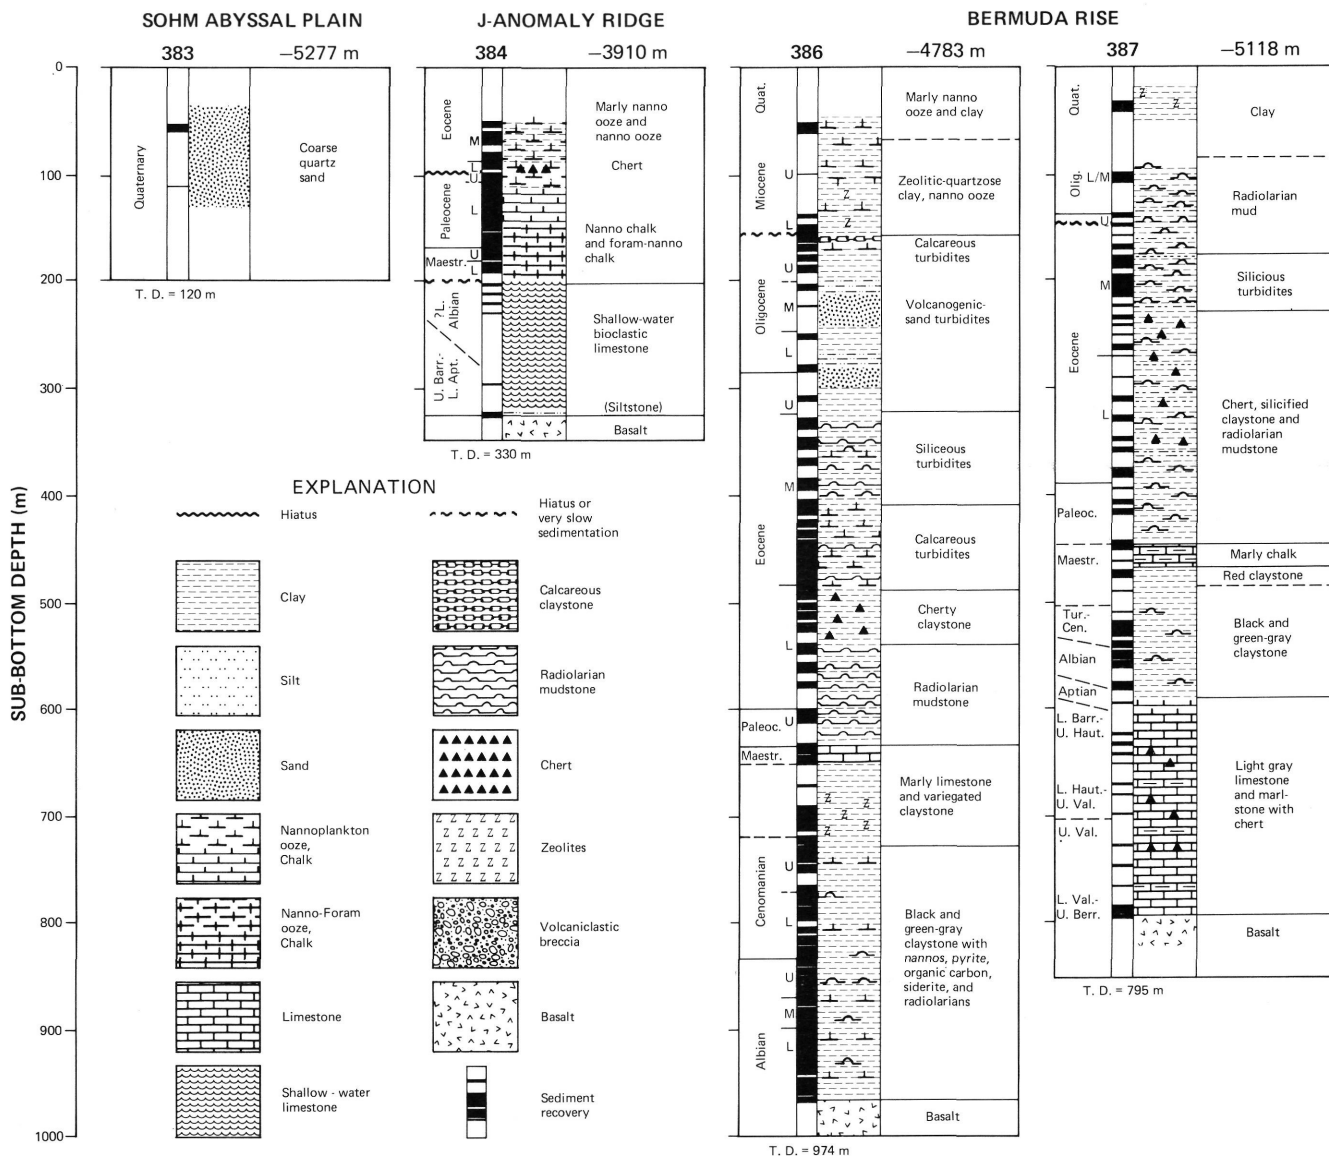 SOHM ABYSSAL PLAIN
383
−5277 m
Quaternary
Coarse
quartz
sand
T. D. = 120 m
J-ANOMALY RIDGE
384
−3910 m
Eocene
M
L
U
Paleocene
L
Maestr.
U
L
?L.
Albian
U. Barr.-
L. Apt.
Marly nanno
ooze and
nanno ooze
Chert
Nanno chalk
and foram-nanno
chalk
Shallow-water
bioclastic
limestone
(Siltstone)
Basalt
T. D. = 330 m
BERMUDA RISE
386
−4783 m
Quat.
Miocene
U
L
Oligocene
U
M
L
Eocene
U
M
L
Paleoc.
U
Maestr.
Cenomanian
U
L
Albian
U
M
L
Z
Z
Z
Z
Z
Z
Z
Marly nanno
ooze and clay
Zeolitic-quartzose
clay, nanno ooze
Calcareous
turbidites
Volcanogenic-
sand turbidites
Siliceous
turbidites
Calcareous
turbidites
Cherty
claystone
Radiolarian
mudstone
Marly limestone
and variegated
claystone
Black and
green-gray
claystone with
nannos, pyrite,
organic carbon,
siderite, and
radiolarians
Basalt
T. D. = 974 m
387
−5118 m
Quat.
Olig.
L/M
U
Eocene
M
L
Paleoc.
Maestr.
Tur.-
Cen.
Albian
Aptian
L. Barr.-
U. Haut.
L. Haut.-
U. Val.
U. Val.
L. Val.-
U. Berr.
Z
Z
Clay
Radiolarian
mud
Silicious
turbidites
Chert, silicified
claystone and
radiolarian
mudstone
Marly chalk
Red claystone
Black and
green-gray
claystone
Light gray
limestone
and marl-
stone with
chert
Basalt
T. D. = 795 m
SUB-BOTTOM DEPTH (m)
0
100
200
300
400
500
600
700
800
900
1000
EXPLANATION
Hiatus
Hiatus or
very slow
sedimentation
Clay
Calcareous
claystone
Silt
Radiolarian
mudstone
Sand
Chert
Nannoplankton
ooze,
Chalk
Z Z Z Z Z
Z Z Z Z Z
Z Z Z Z Z
Z Z Z Z Z
Zeolites
Nanno-Foram
ooze,
Chalk
Volcaniclastic
breccia
Limestone
Basalt
Shallow - water
limestone
Sediment
recovery